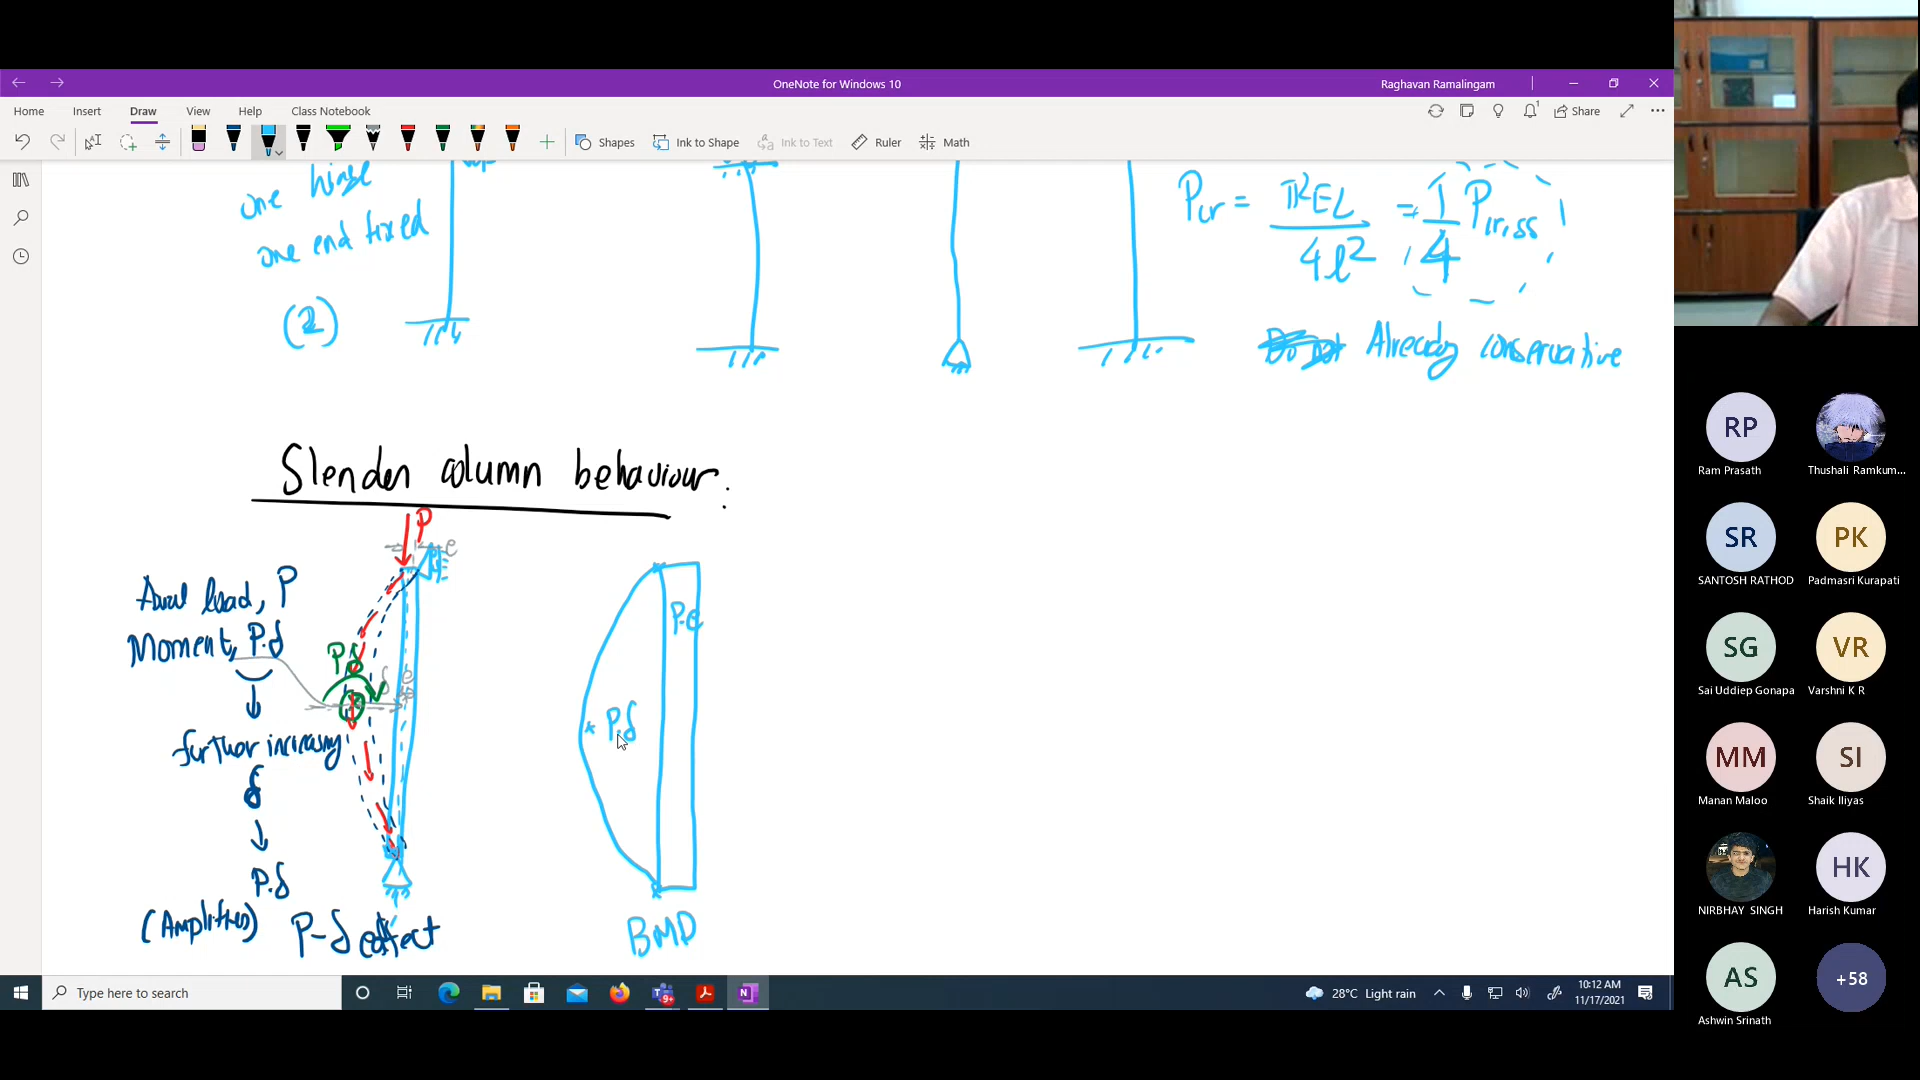 OneNote for Windows 10
Raghavan Ramalingam
Home Insert Draw View Help Class Notebook
Share
Shapes Ink to Shape Ink to Text Ruler Math
one hinge
one end fixed
(2)
Pcr = π²EI / 4l² = 1/4 Pcr,ss
Already conservative
Slender column behaviour:
P
e
Axial load, P
Moment, P.δ
P.δ
δ
further increasing
δ
P.δ
(Amplifies)
P-δ effect
P.e
P.δ
BMD
RP
Ram Prasath
Thushali Ramkum...
SR
SANTOSH RATHOD
PK
Padmasri Kurapati
SG
Sai Uddiep Gonapa
VR
Varshni K R
MM
Manan Maloo
SI
Shaik Iliyas
NIRBHAY SINGH
HK
Harish Kumar
AS
Ashwin Srinath
+58
Type here to search
28°C Light rain
10:12 AM
11/17/2021